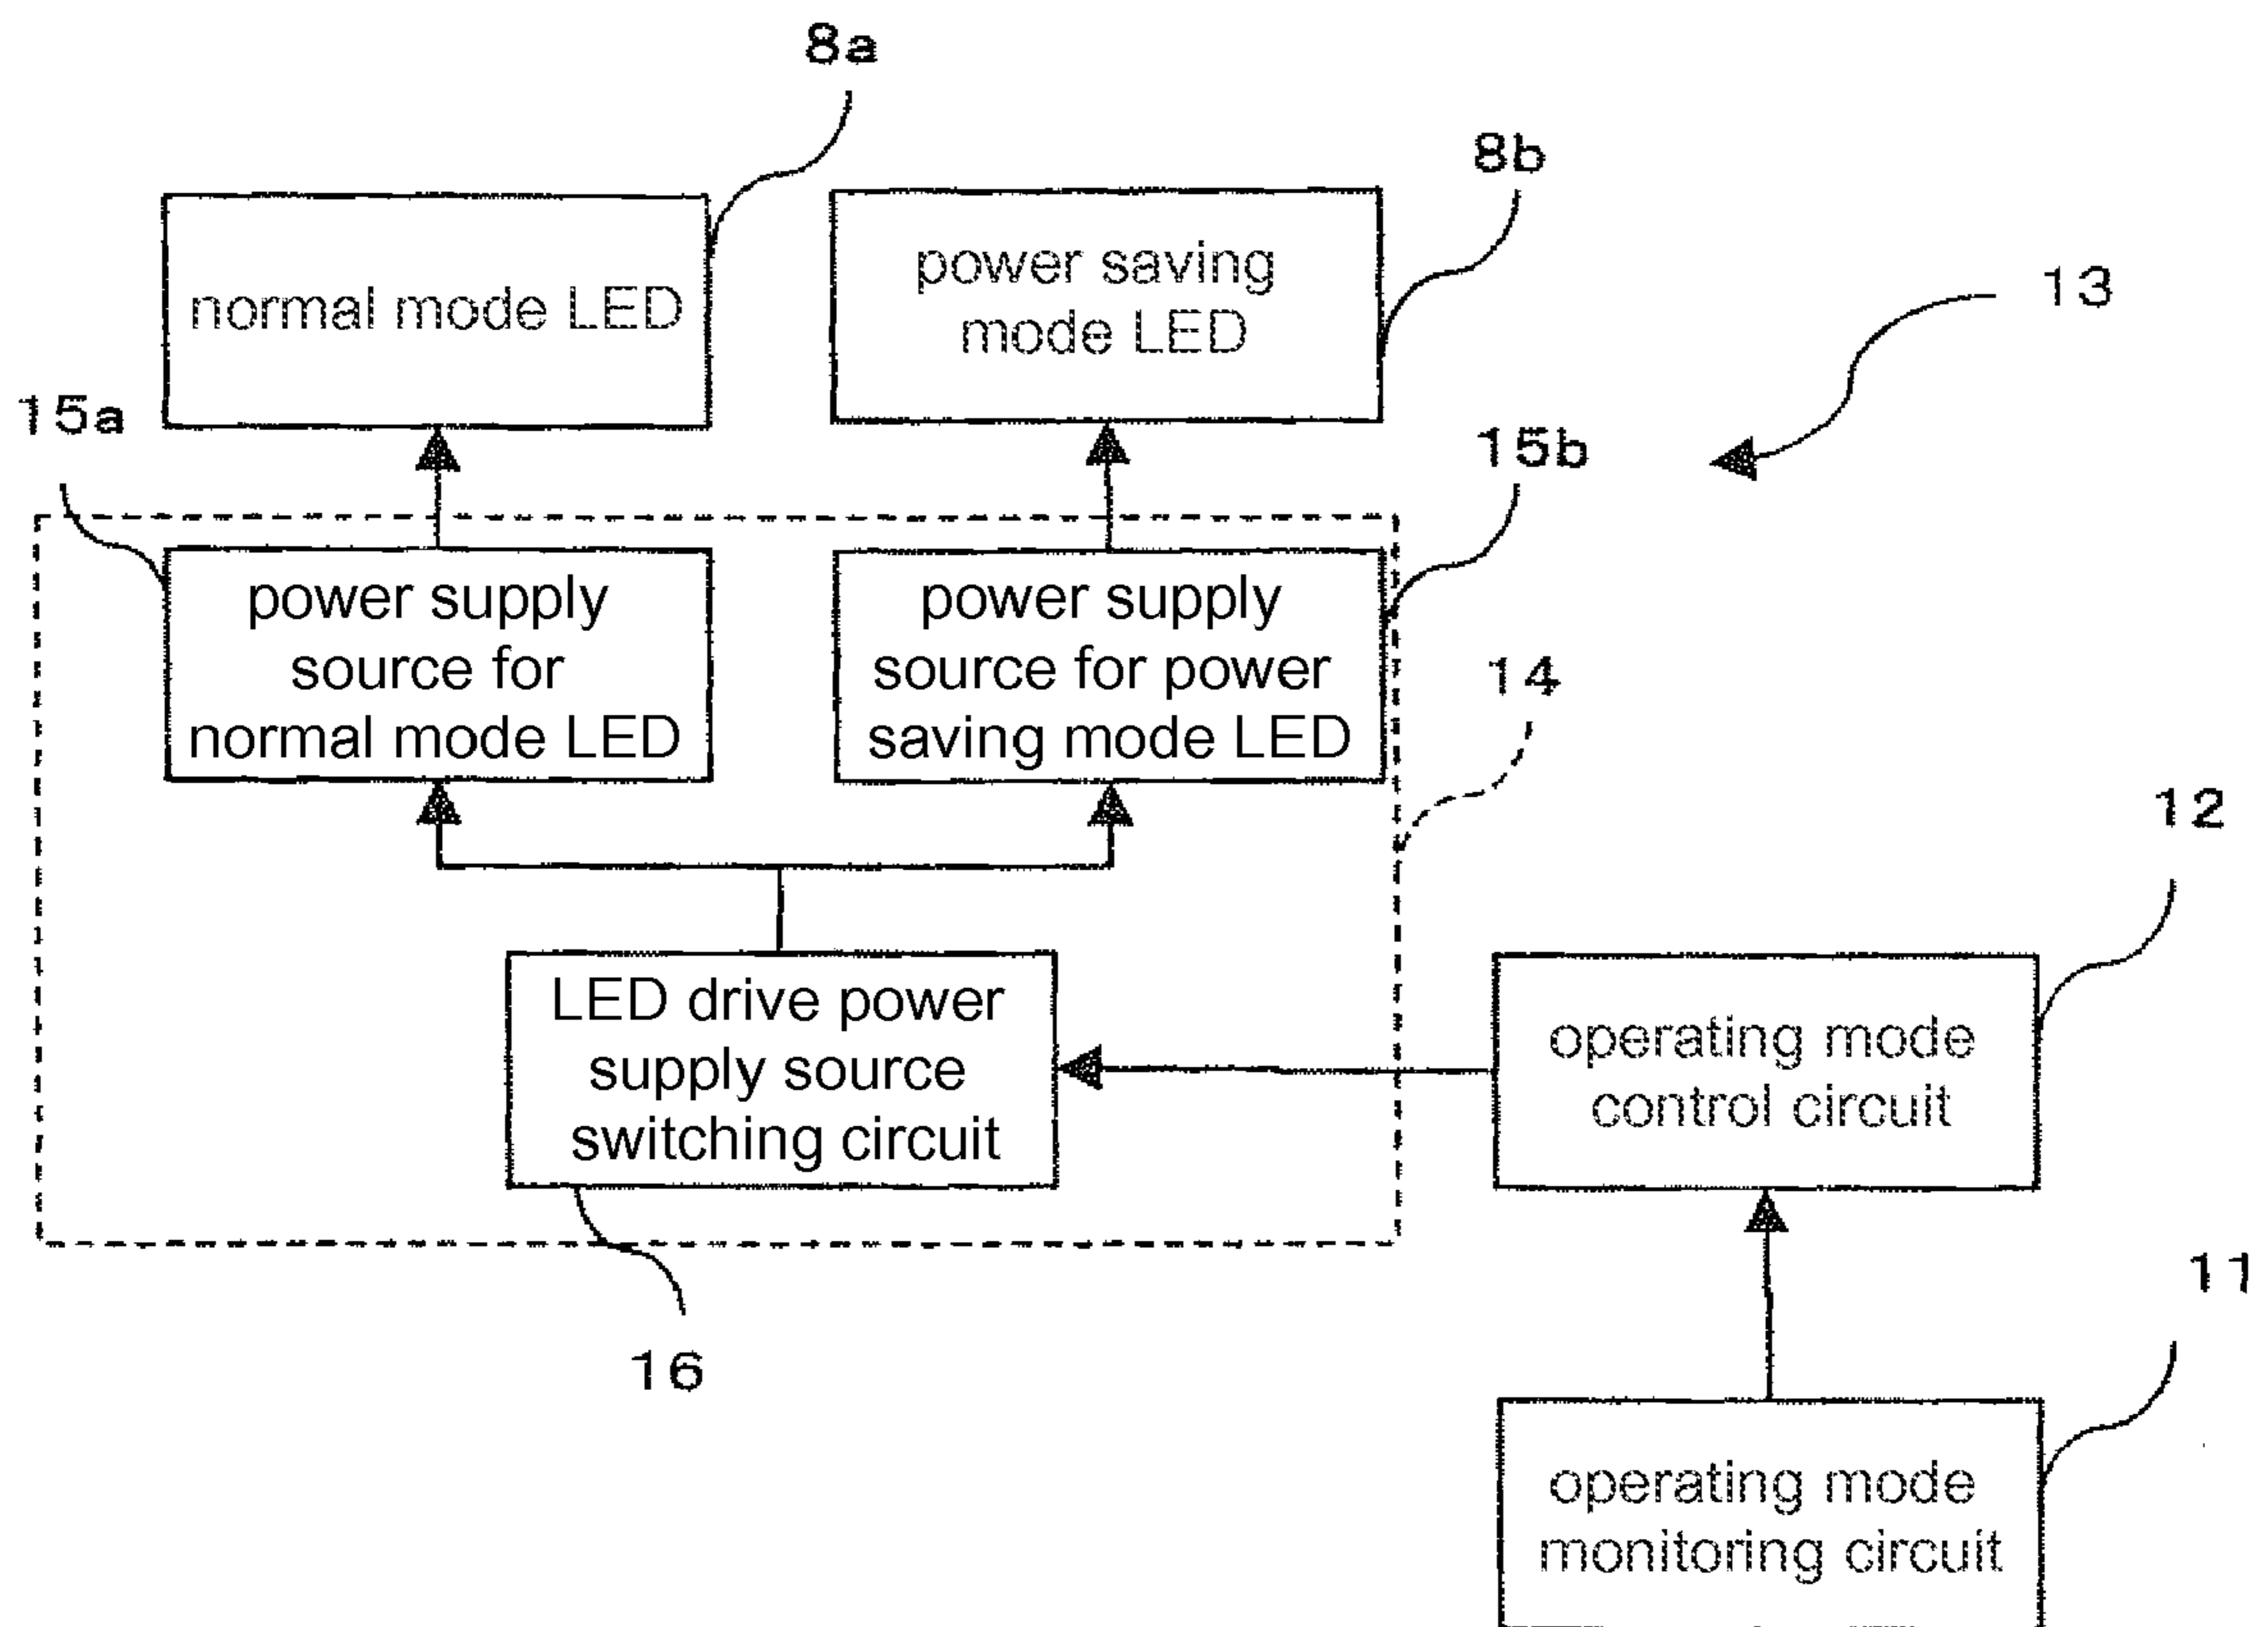 8a
8b
normal mode LED
power saving
mode LED
13
15a
15b
power supply
source for
normal mode LED
power supply
source for power
saving mode LED
14
12
LED drive power
supply source
switching circuit
operating mode
control circuit
16
11
operating mode
monitoring circuit